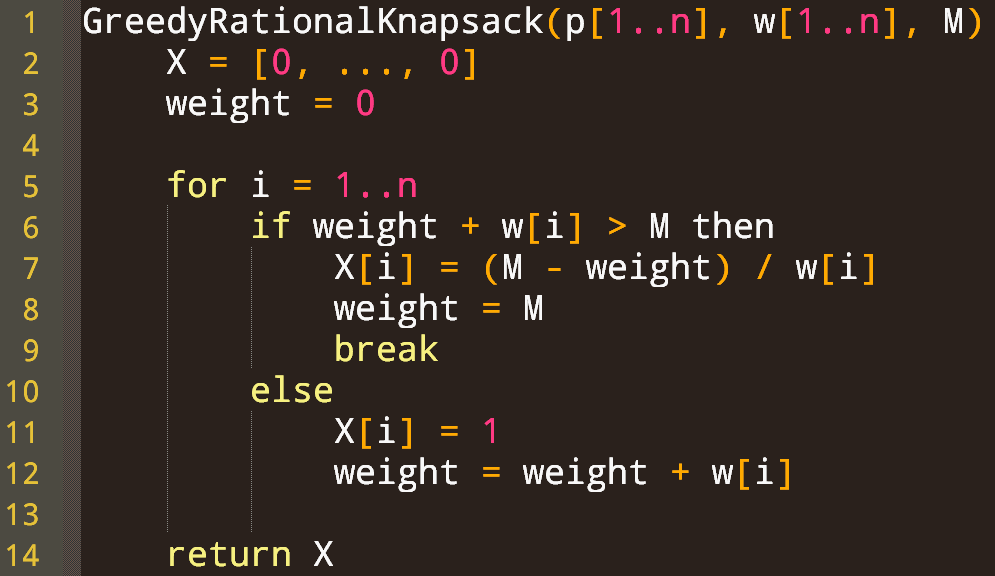 1 GreedyRationalKnapsack(p[1..n], w[1..n], M)
2     X = [0, ..., 0]
3     weight = 0
4
5     for i = 1..n
6         if weight + w[i] > M then
7             X[i] = (M - weight) / w[i]
8             weight = M
9             break
10         else
11             X[i] = 1
12             weight = weight + w[i]
13
14     return X